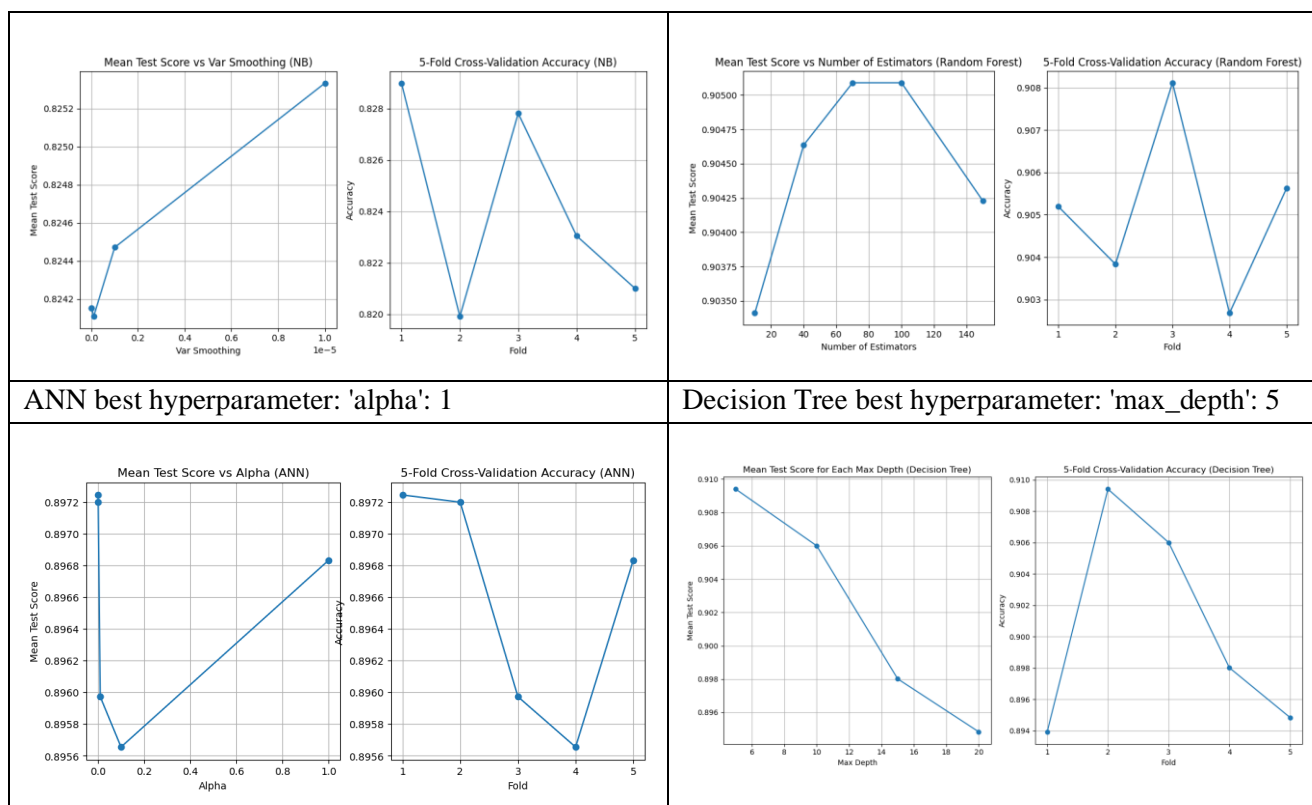 Mean Test Score vs Var Smoothing (NB)
Mean Test Score
0.8252
0.8250
0.8248
0.8246
0.8244
0.8242
0.0 0.2 0.4 0.6 0.8 1.0
1e−5
Var Smoothing
5-Fold Cross-Validation Accuracy (NB)
Accuracy
0.828
0.826
0.824
0.822
0.820
1 2 3 4 5
Fold
Mean Test Score vs Number of Estimators (Random Forest)
Mean Test Score
0.90500
0.90475
0.90450
0.90425
0.90400
0.90375
0.90350
20 40 60 80 100 120 140
Number of Estimators
5-Fold Cross-Validation Accuracy (Random Forest)
Accuracy
0.908
0.907
0.906
0.905
0.904
0.903
1 2 3 4 5
Fold
ANN best hyperparameter: 'alpha': 1
Decision Tree best hyperparameter: 'max_depth': 5
Mean Test Score vs Alpha (ANN)
Mean Test Score
0.8972
0.8970
0.8968
0.8966
0.8964
0.8962
0.8960
0.8958
0.8956
0.0 0.2 0.4 0.6 0.8 1.0
Alpha
5-Fold Cross-Validation Accuracy (ANN)
Accuracy
0.8972
0.8970
0.8968
0.8966
0.8964
0.8962
0.8960
0.8958
0.8956
1 2 3 4 5
Fold
Mean Test Score for Each Max Depth (Decision Tree)
Mean Test Score
0.910
0.908
0.906
0.904
0.902
0.900
0.898
0.896
6 8 10 12 14 16 18 20
Max Depth
5-Fold Cross-Validation Accuracy (Decision Tree)
Accuracy
0.910
0.908
0.906
0.904
0.902
0.900
0.898
0.896
0.894
1 2 3 4 5
Fold